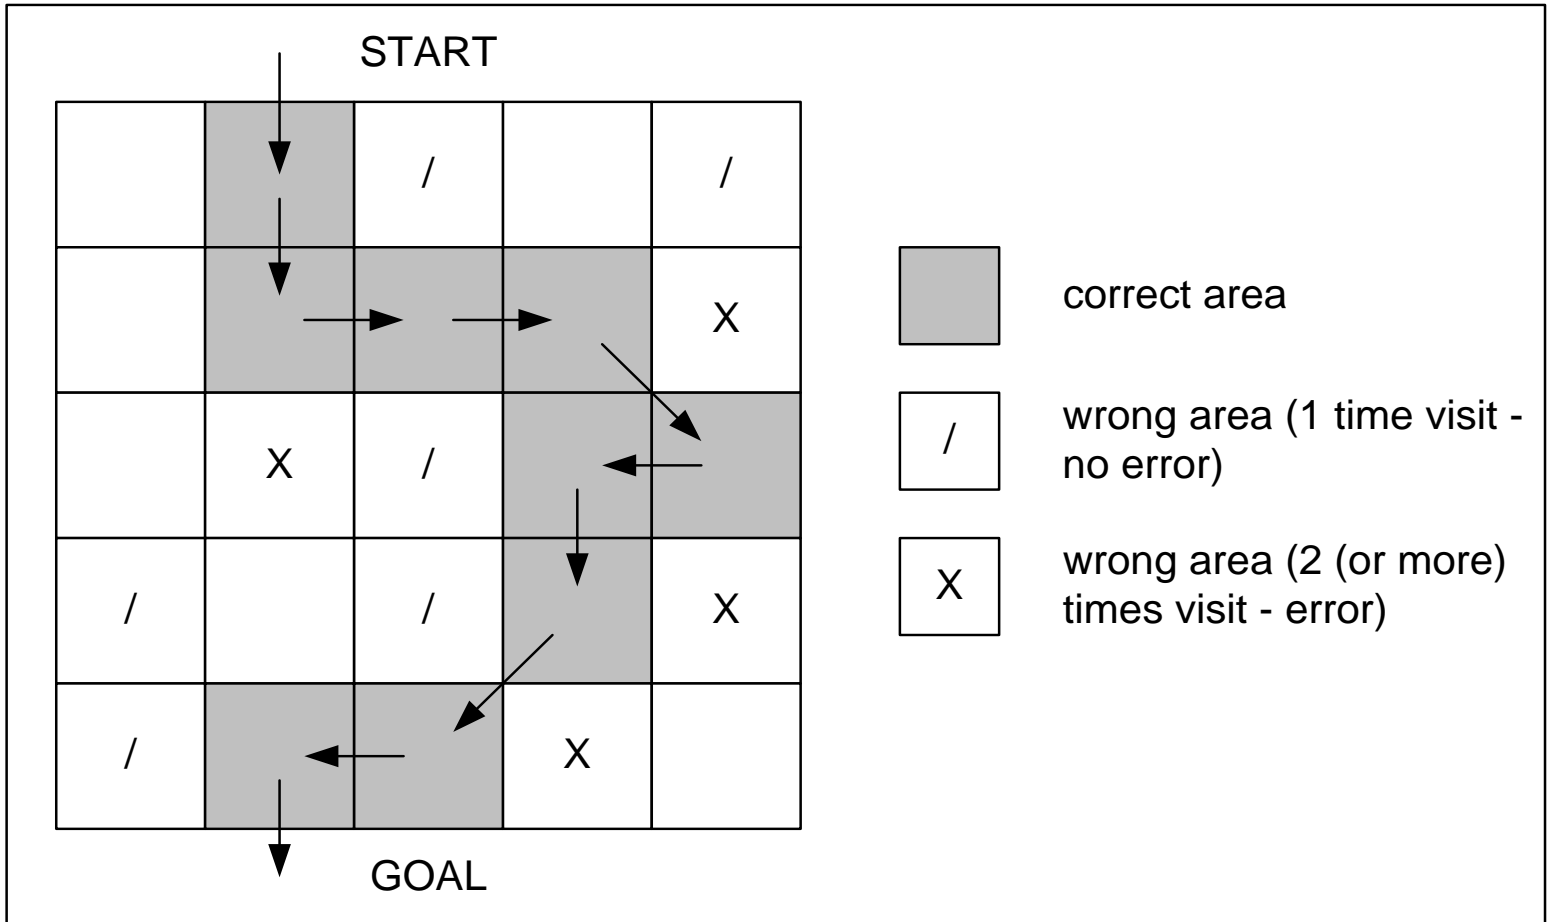 START
/ /
X
X /
/ / X
/ X
GOAL
correct area
/
wrong area (1 time visit -
no error)
X
wrong area (2 (or more)
times visit - error)